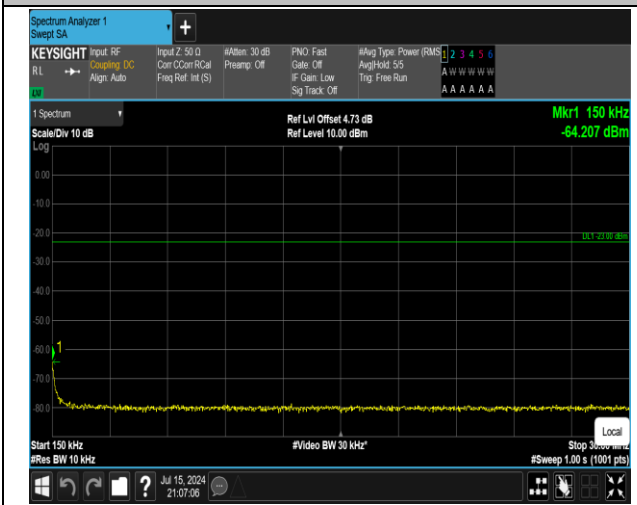 Spectrum Analyzer 1
Swept SA
+
KEYSIGHT
RL
Input: RF
Coupling: DC
Align: Auto
Input Z: 50 Ω
Corr CCorr RCal
Freq Ref: Int (S)
#Atten: 30 dB
Preamp: Off
PNO: Fast
Gate: Off
IF Gain: Low
Sig Track: Off
#Avg Type: Power (RMS
Avg|Hold: 5/5
Trig: Free Run
1 2 3 4 5 6
A W W W W W
A A A A A A
1 Spectrum
Scale/Div 10 dB
Log
Ref Lvl Offset 4.73 dB
Ref Level 10.00 dBm
Mkr1 150 kHz
-64.207 dBm
0.00
-10.0
-20.0
DL1 -23.00 dBm
-30.0
-40.0
-50.0
-60.0
1
-70.0
-80.0
Local
Start 150 kHz
#Video BW 30 kHz*
Stop
#Res BW 10 kHz
#Sweep 1.00 s (1001 pts)
?
Jul 15, 2024
21:07:06